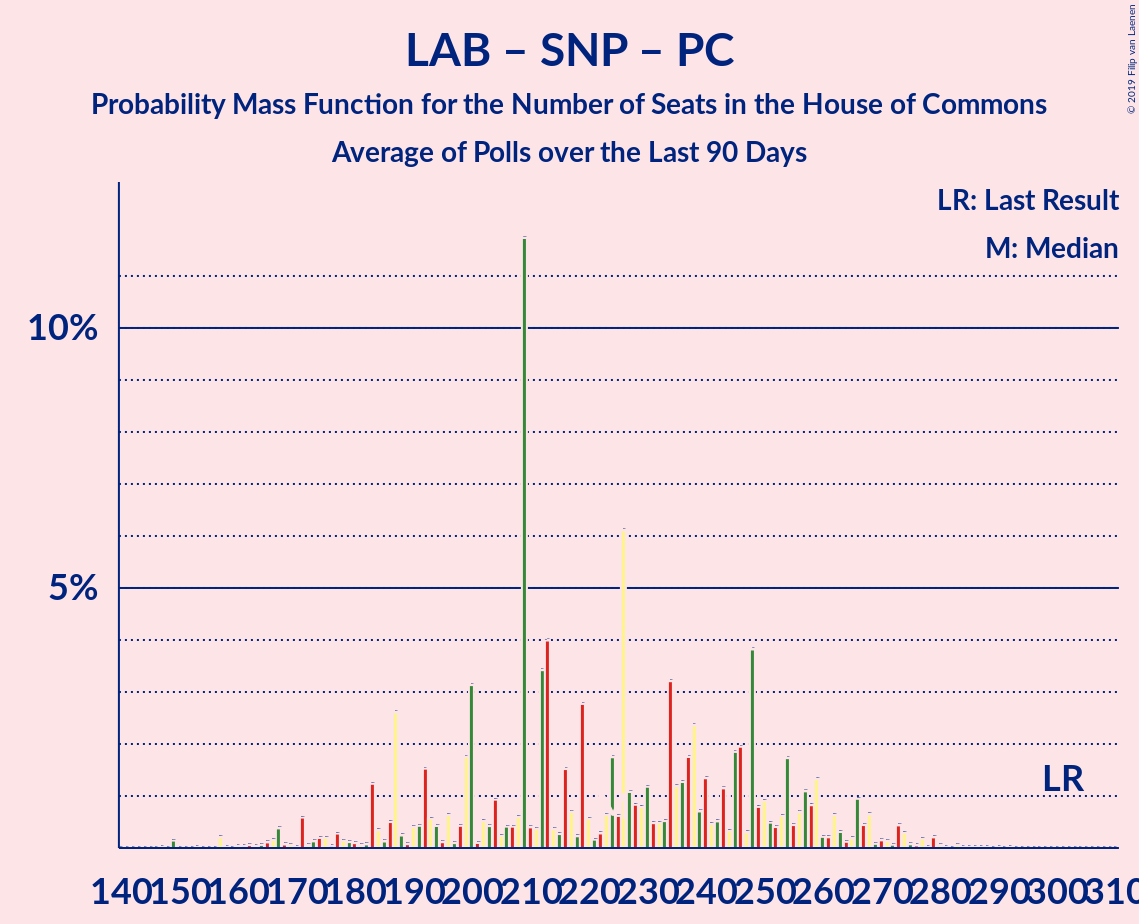 LAB – SNP – PC
Probability Mass Function for the Number of Seats in the House of Commons
Average of Polls over the Last 90 Days
© 2019 Filip van Laenen
LR: Last Result
M: Median
10%
5%
LR
140 150 160 170 180 190 200 210 220 230 240 250 260 270 280 290 300 310